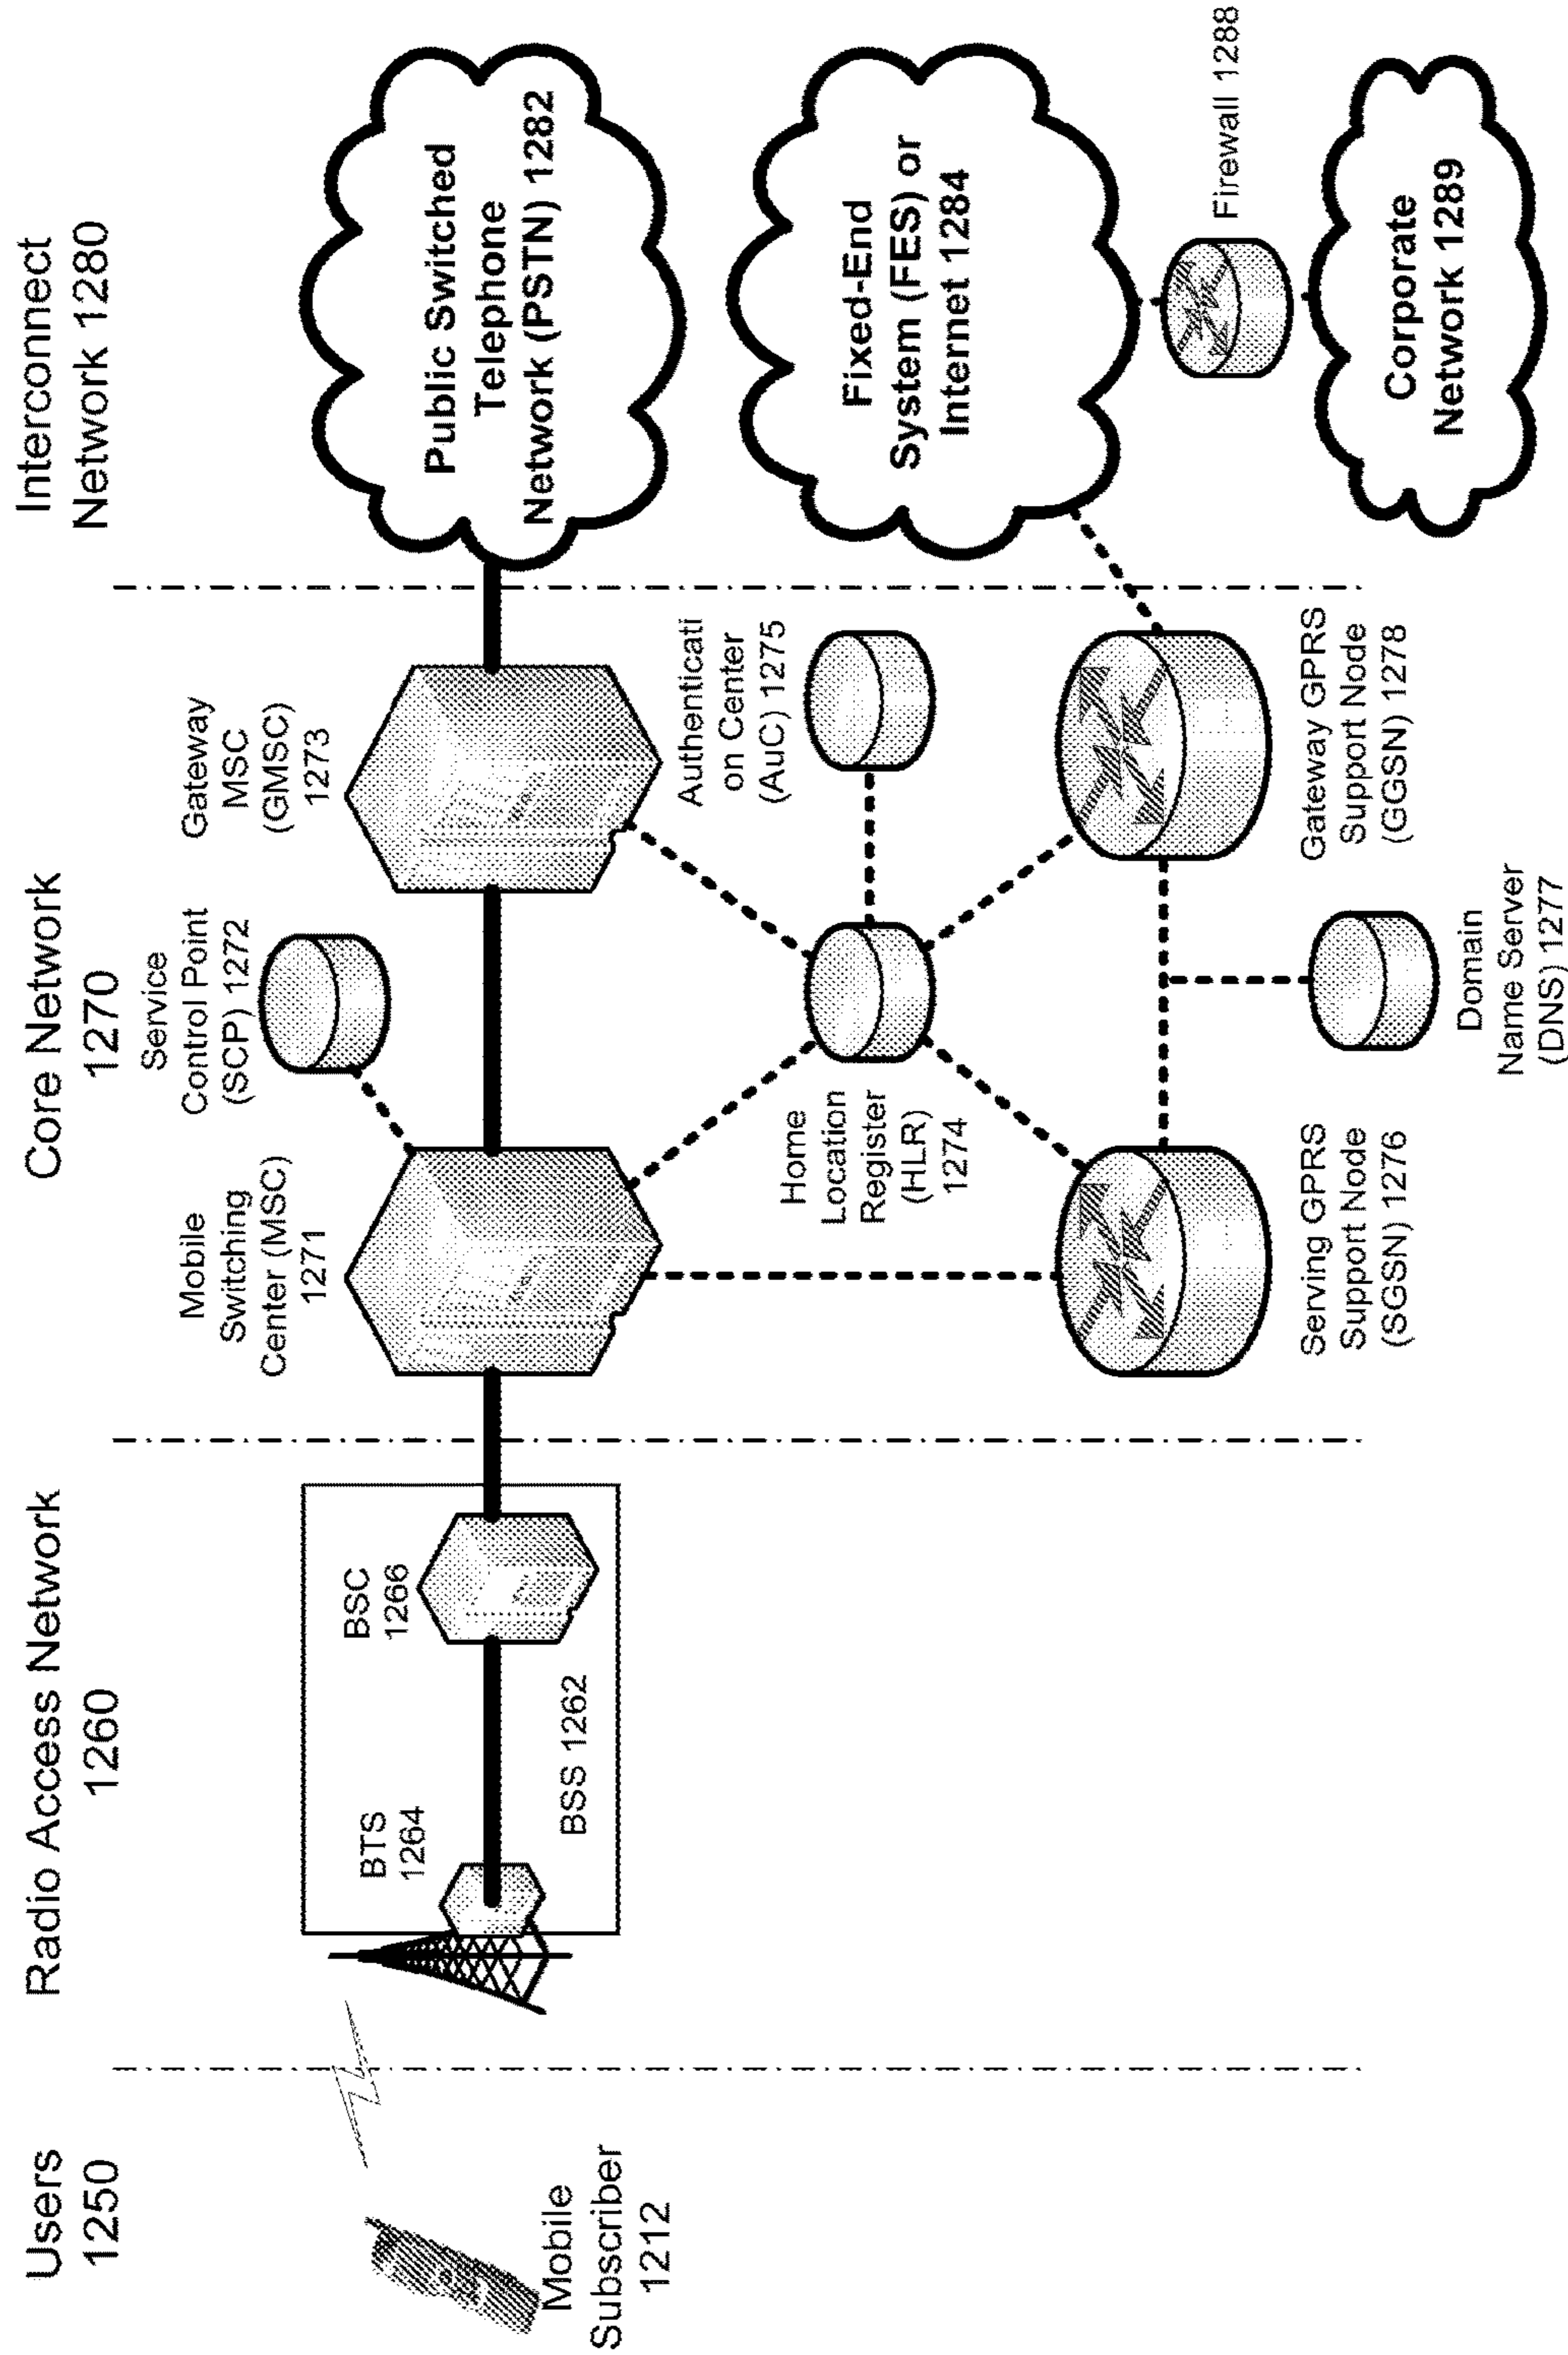 Users
1250
Radio Access Network
1260
Core Network
1270
Interconnect
Network 1280
Mobile
Subscriber
1212
BTS
1264
BSC
1266
BSS 1262
Mobile
Switching
Center (MSC)
1271
Service
Control Point
(SCP) 1272
Gateway
MSC
(GMSC)
1273
Home
Location
Register
(HLR)
1274
Authenticati
on Center
(AuC) 1275
Serving GPRS
Support Node
(SGSN) 1276
Domain
Name Server
(DNS) 1277
Gateway GPRS
Support Node
(GGSN) 1278
Public Switched
Telephone
Network (PSTN) 1282
Fixed-End
System (FES) or
Internet 1284
Firewall 1288
Corporate
Network 1289